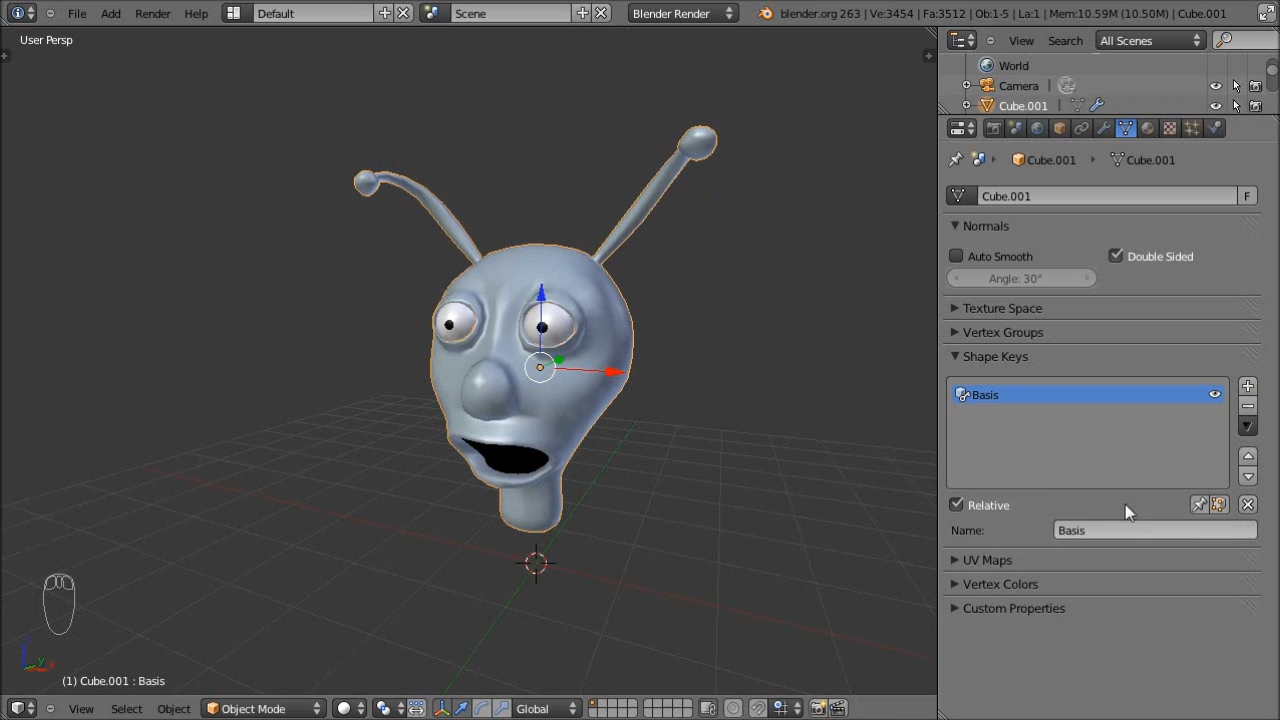 File Add Render Help Default Scene Blender Render blender.org 263 | Ve:3454 | Fa:3512 | Ob:1-5 | La:1 | Mem:10.59M (10.50M) | Cube.001
User Persp
View Search All Scenes
World
Camera
Cube.001
Cube.001 Cube.001
Cube.001 F
Normals
Auto Smooth Double Sided
Angle: 30°
Texture Space
Vertex Groups
Shape Keys
Basis
Relative
Name: Basis
UV Maps
Vertex Colors
Custom Properties
z
y
x
(1) Cube.001 : Basis
View Select Object Object Mode Global